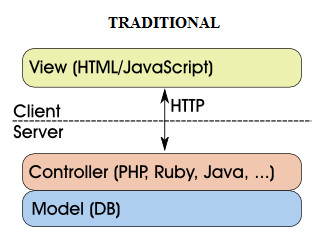 TRADITIONAL
View (HTML/JavaScript)
HTTP
Client
Server
Controller (PHP, Ruby, Java, ...)
Model (DB)